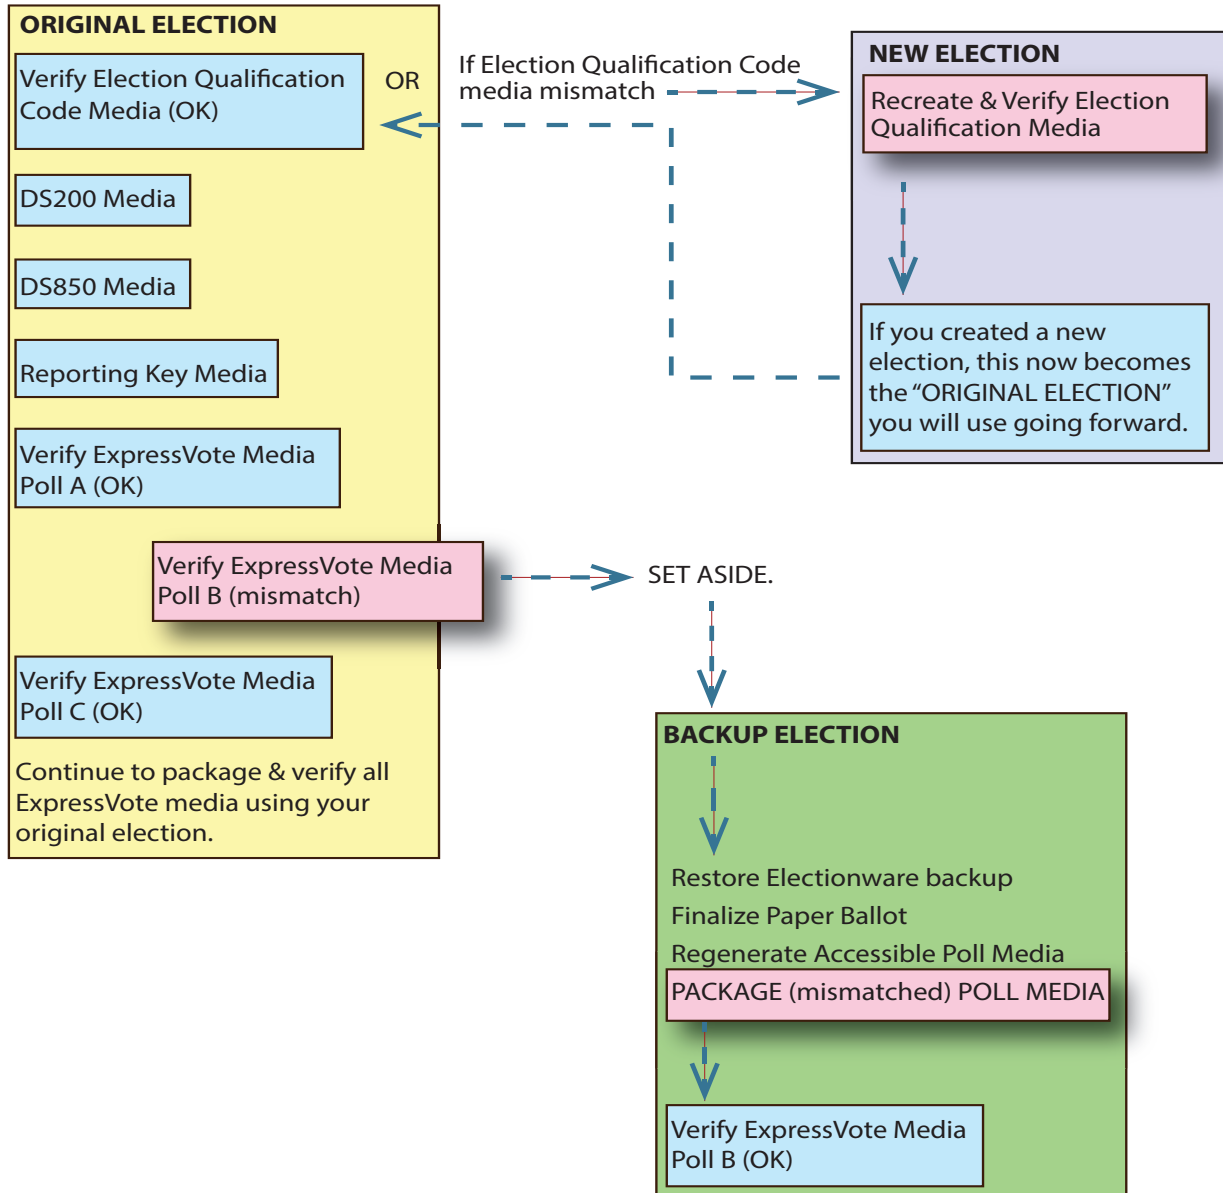 ORIGINAL ELECTION
Verify Election Qualification
Code Media (OK)
OR
If Election Qualification Code
media mismatch
NEW ELECTION
Recreate & Verify Election
Qualification Media
If you created a new
election, this now becomes
the “ORIGINAL ELECTION”
you will use going forward.
DS200 Media
DS850 Media
Reporting Key Media
Verify ExpressVote Media
Poll A (OK)
Verify ExpressVote Media
Poll B (mismatch)
SET ASIDE.
Verify ExpressVote Media
Poll C (OK)
Continue to package & verify all
ExpressVote media using your
original election.
BACKUP ELECTION
Restore Electionware backup
Finalize Paper Ballot
Regenerate Accessible Poll Media
PACKAGE (mismatched) POLL MEDIA
Verify ExpressVote Media
Poll B (OK)